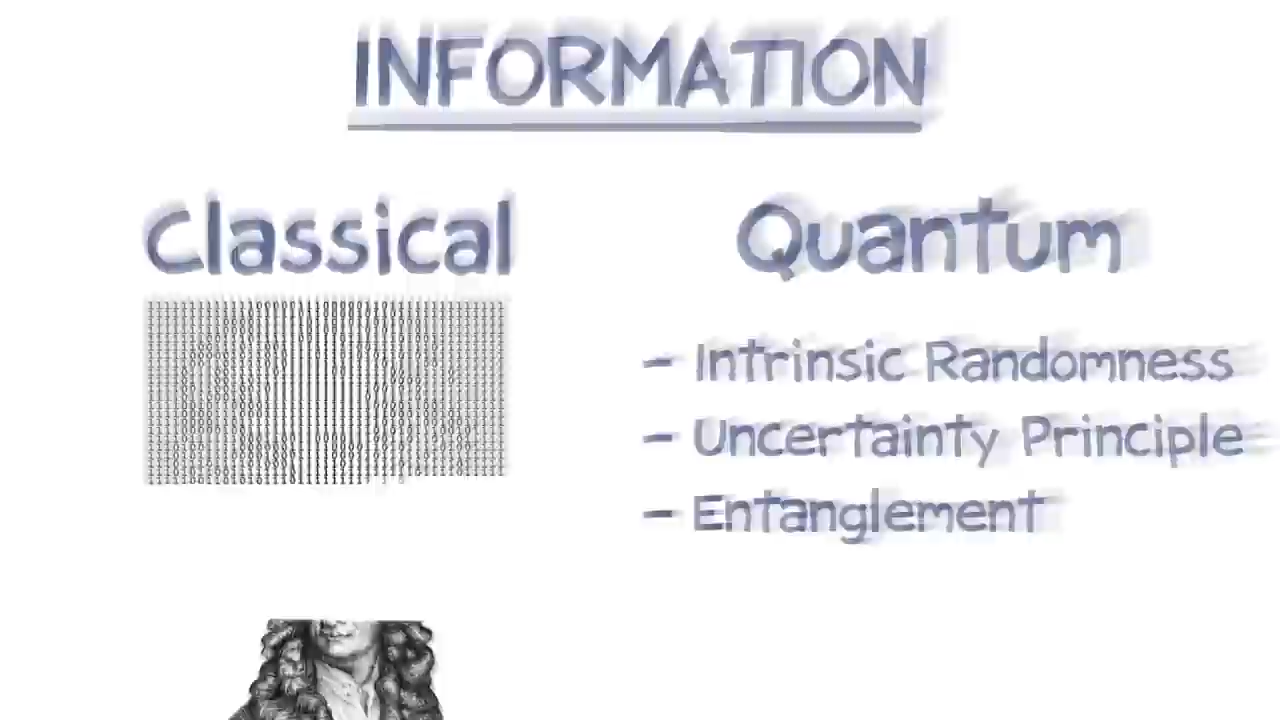 INFORMATION
Classical
Quantum
- Intrinsic Randomness
- Uncertainty Principle
- Entanglement